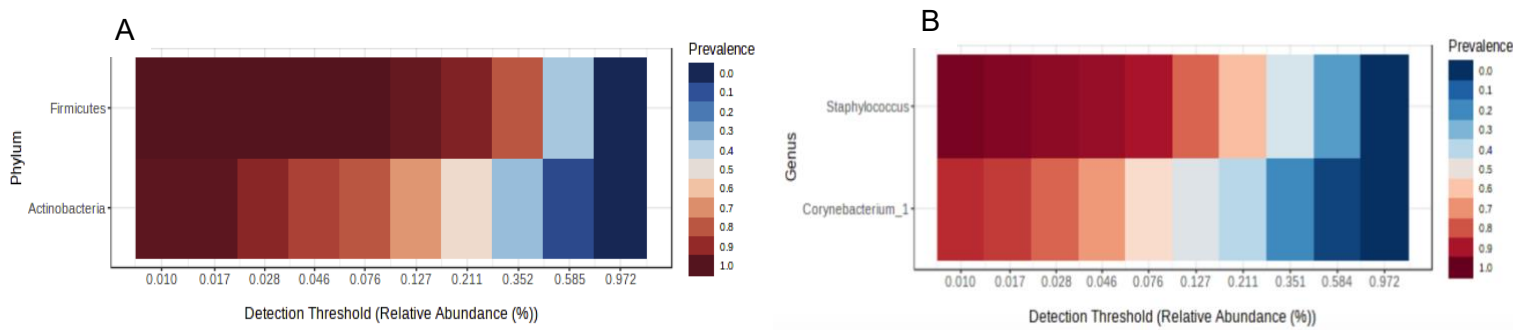 A
Prevalence
0.0
0.1
0.2
0.3
0.4
0.5
0.6
0.7
0.8
0.9
1.0
Phylum
Firmicutes
Actinobacteria
0.010 0.017 0.028 0.046 0.076 0.127 0.211 0.352 0.585 0.972
Detection Threshold (Relative Abundance (%))
B
Prevalence
0.0
0.1
0.2
0.3
0.4
0.5
0.6
0.7
0.8
0.9
1.0
Genus
Staphylococcus
Corynebacterium_1
0.010 0.017 0.028 0.046 0.076 0.127 0.211 0.351 0.584 0.972
Detection Threshold (Relative Abundance (%))